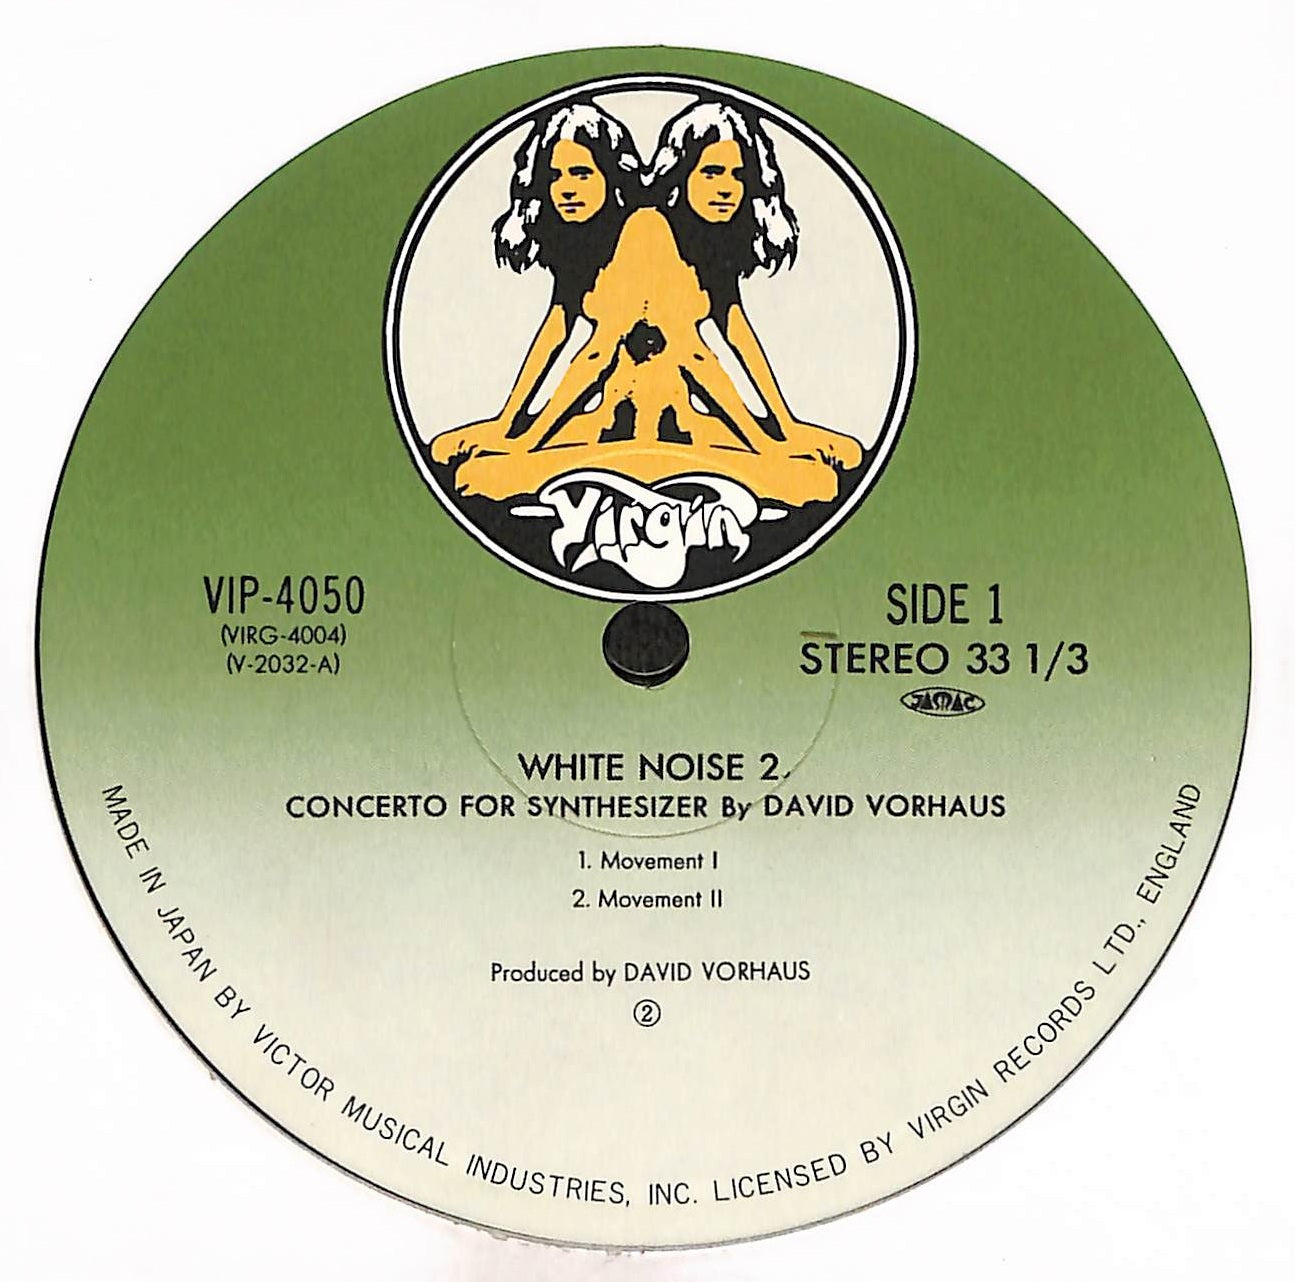 Virgin
VIP-4050
(VIRG-4004)
(V-2032-A)
SIDE 1
STEREO 33 1/3
JASRAC
WHITE NOISE 2.
CONCERTO FOR SYNTHESIZER By DAVID VORHAUS
1. Movement I
2. Movement II
Produced by DAVID VORHAUS
②
MADE IN JAPAN BY VICTOR MUSICAL INDUSTRIES, INC. LICENSED BY VIRGIN RECORDS LTD., ENGLAND